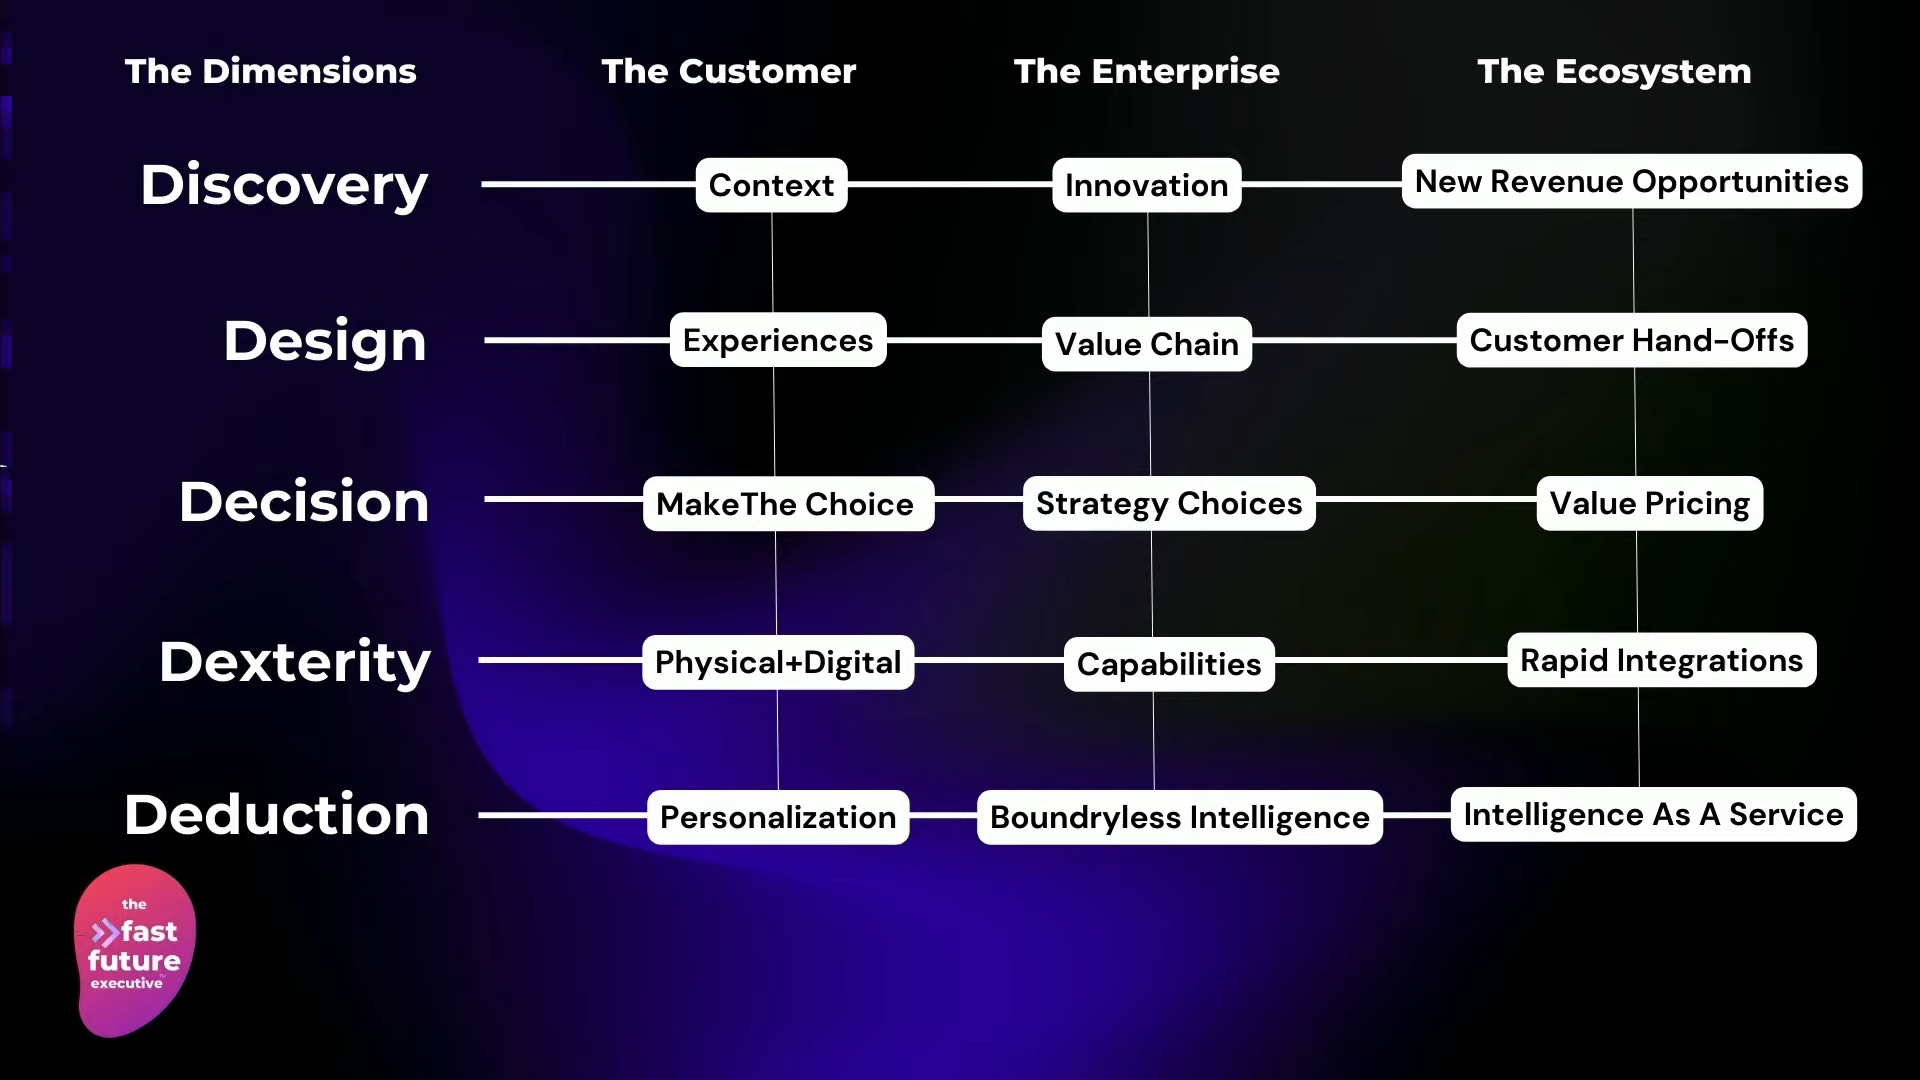 The Dimensions The Customer The Enterprise The Ecosystem
Discovery Context Innovation New Revenue Opportunities
Design Experiences Value Chain Customer Hand-Offs
Decision MakeThe Choice Strategy Choices Value Pricing
Dexterity Physical+Digital Capabilities Rapid Integrations
Deduction Personalization Boundryless Intelligence Intelligence As A Service
the
fast
future
executive™